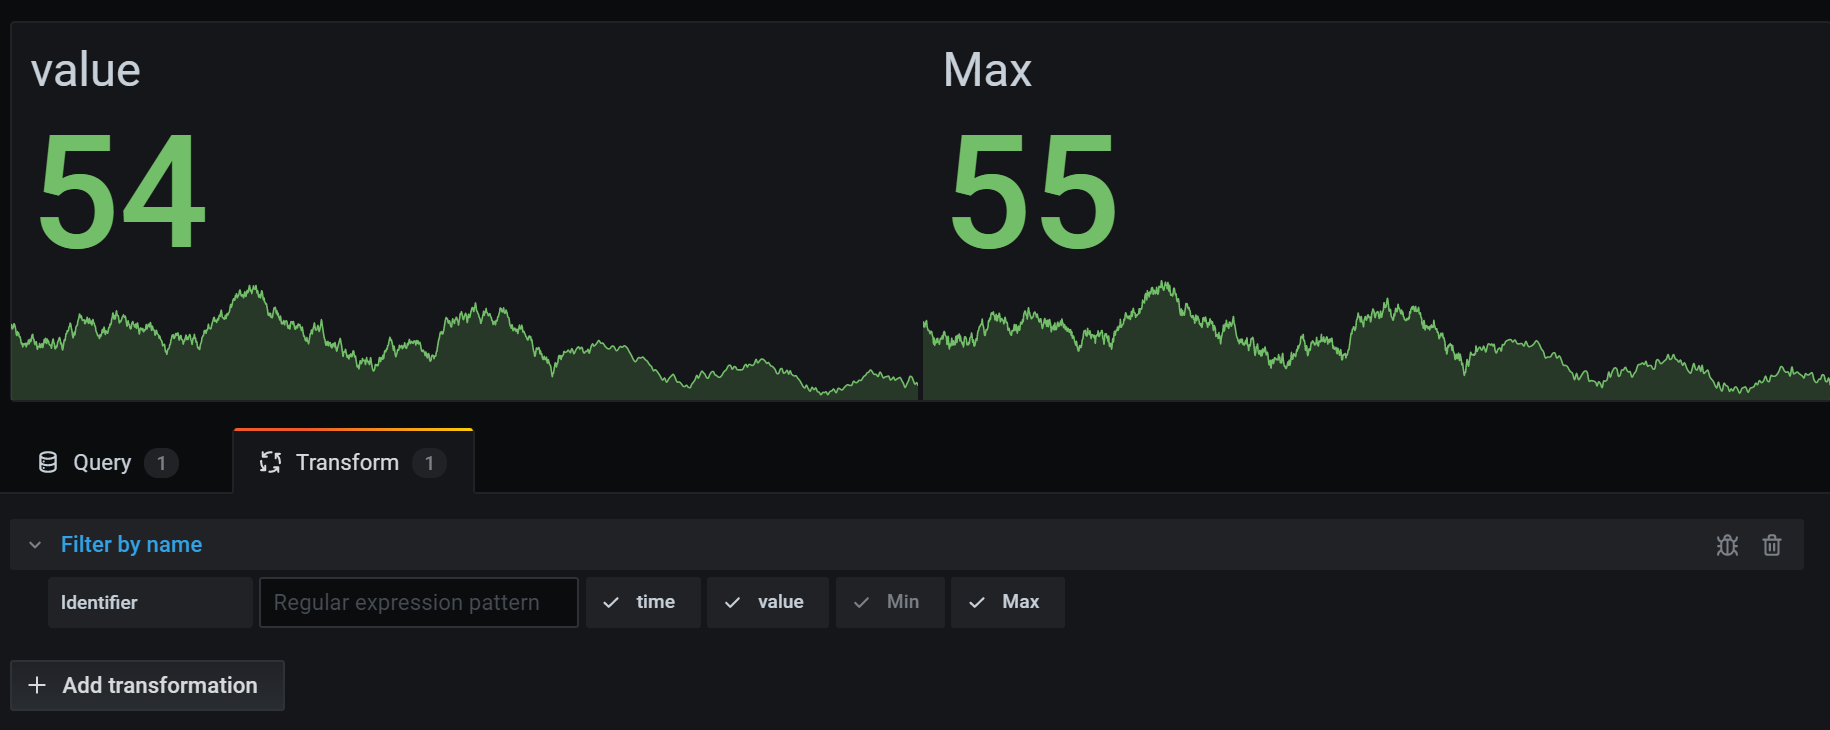 value Max
54 55
Query 1 Transform 1
Filter by name
Identifier Regular expression pattern time value Min Max
Add transformation